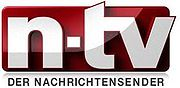 n-tv
DER NACHRICHTENSENDER